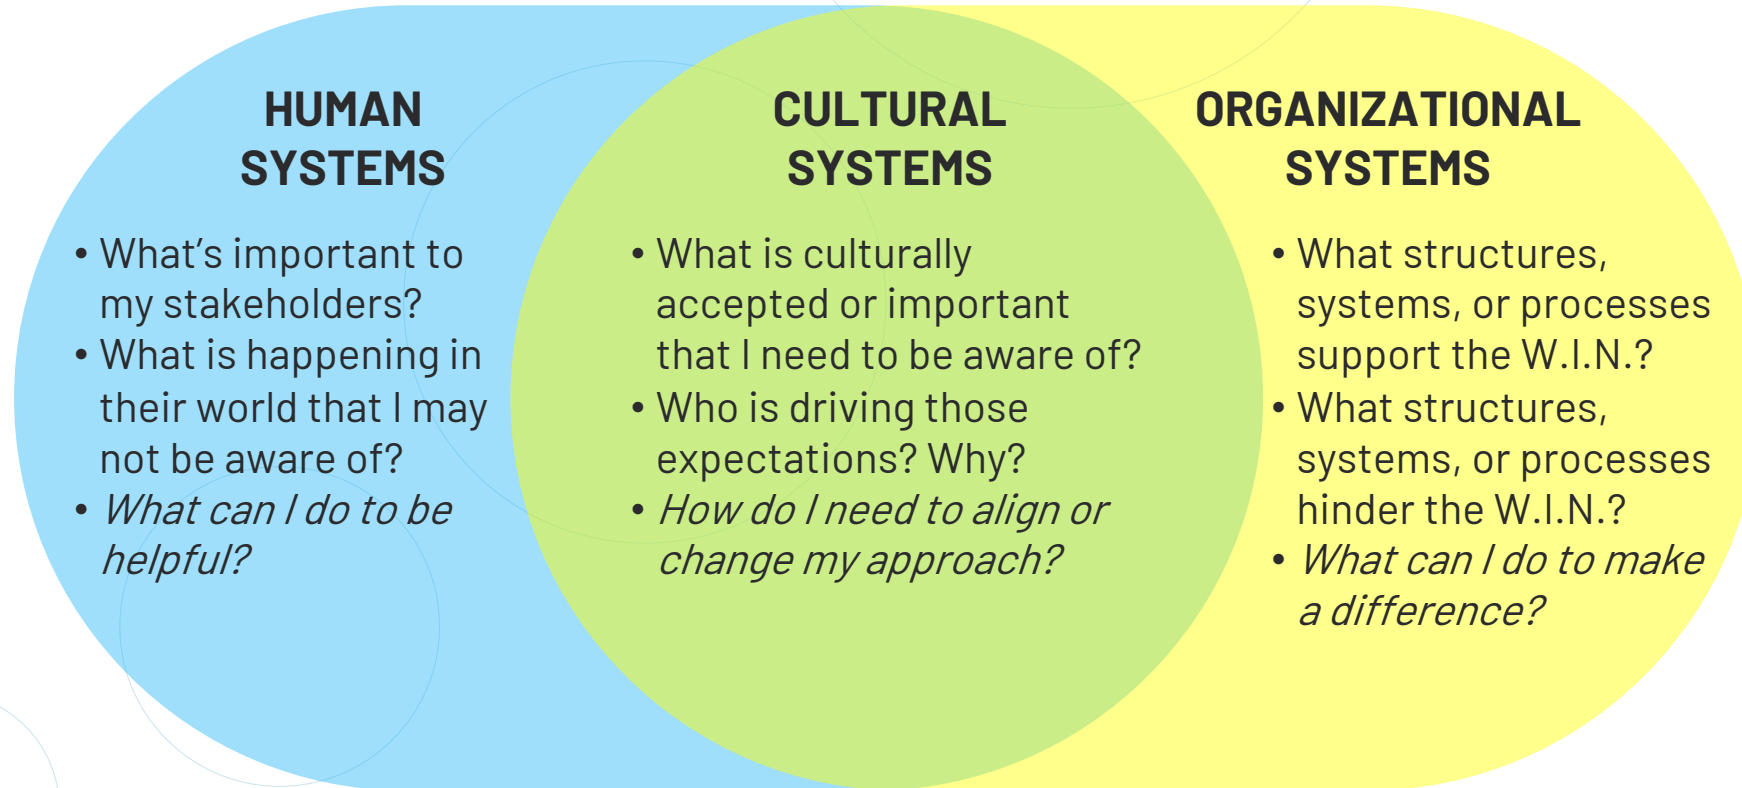 HUMAN
SYSTEMS
• What’s important to
my stakeholders?
• What is happening in
their world that I may
not be aware of?
• What can I do to be
helpful?
CULTURAL
SYSTEMS
• What is culturally
accepted or important
that I need to be aware of?
• Who is driving those
expectations? Why?
• How do I need to align or
change my approach?
ORGANIZATIONAL
SYSTEMS
• What structures,
systems, or processes
support the W.I.N.?
• What structures,
systems, or processes
hinder the W.I.N.?
• What can I do to make
a difference?